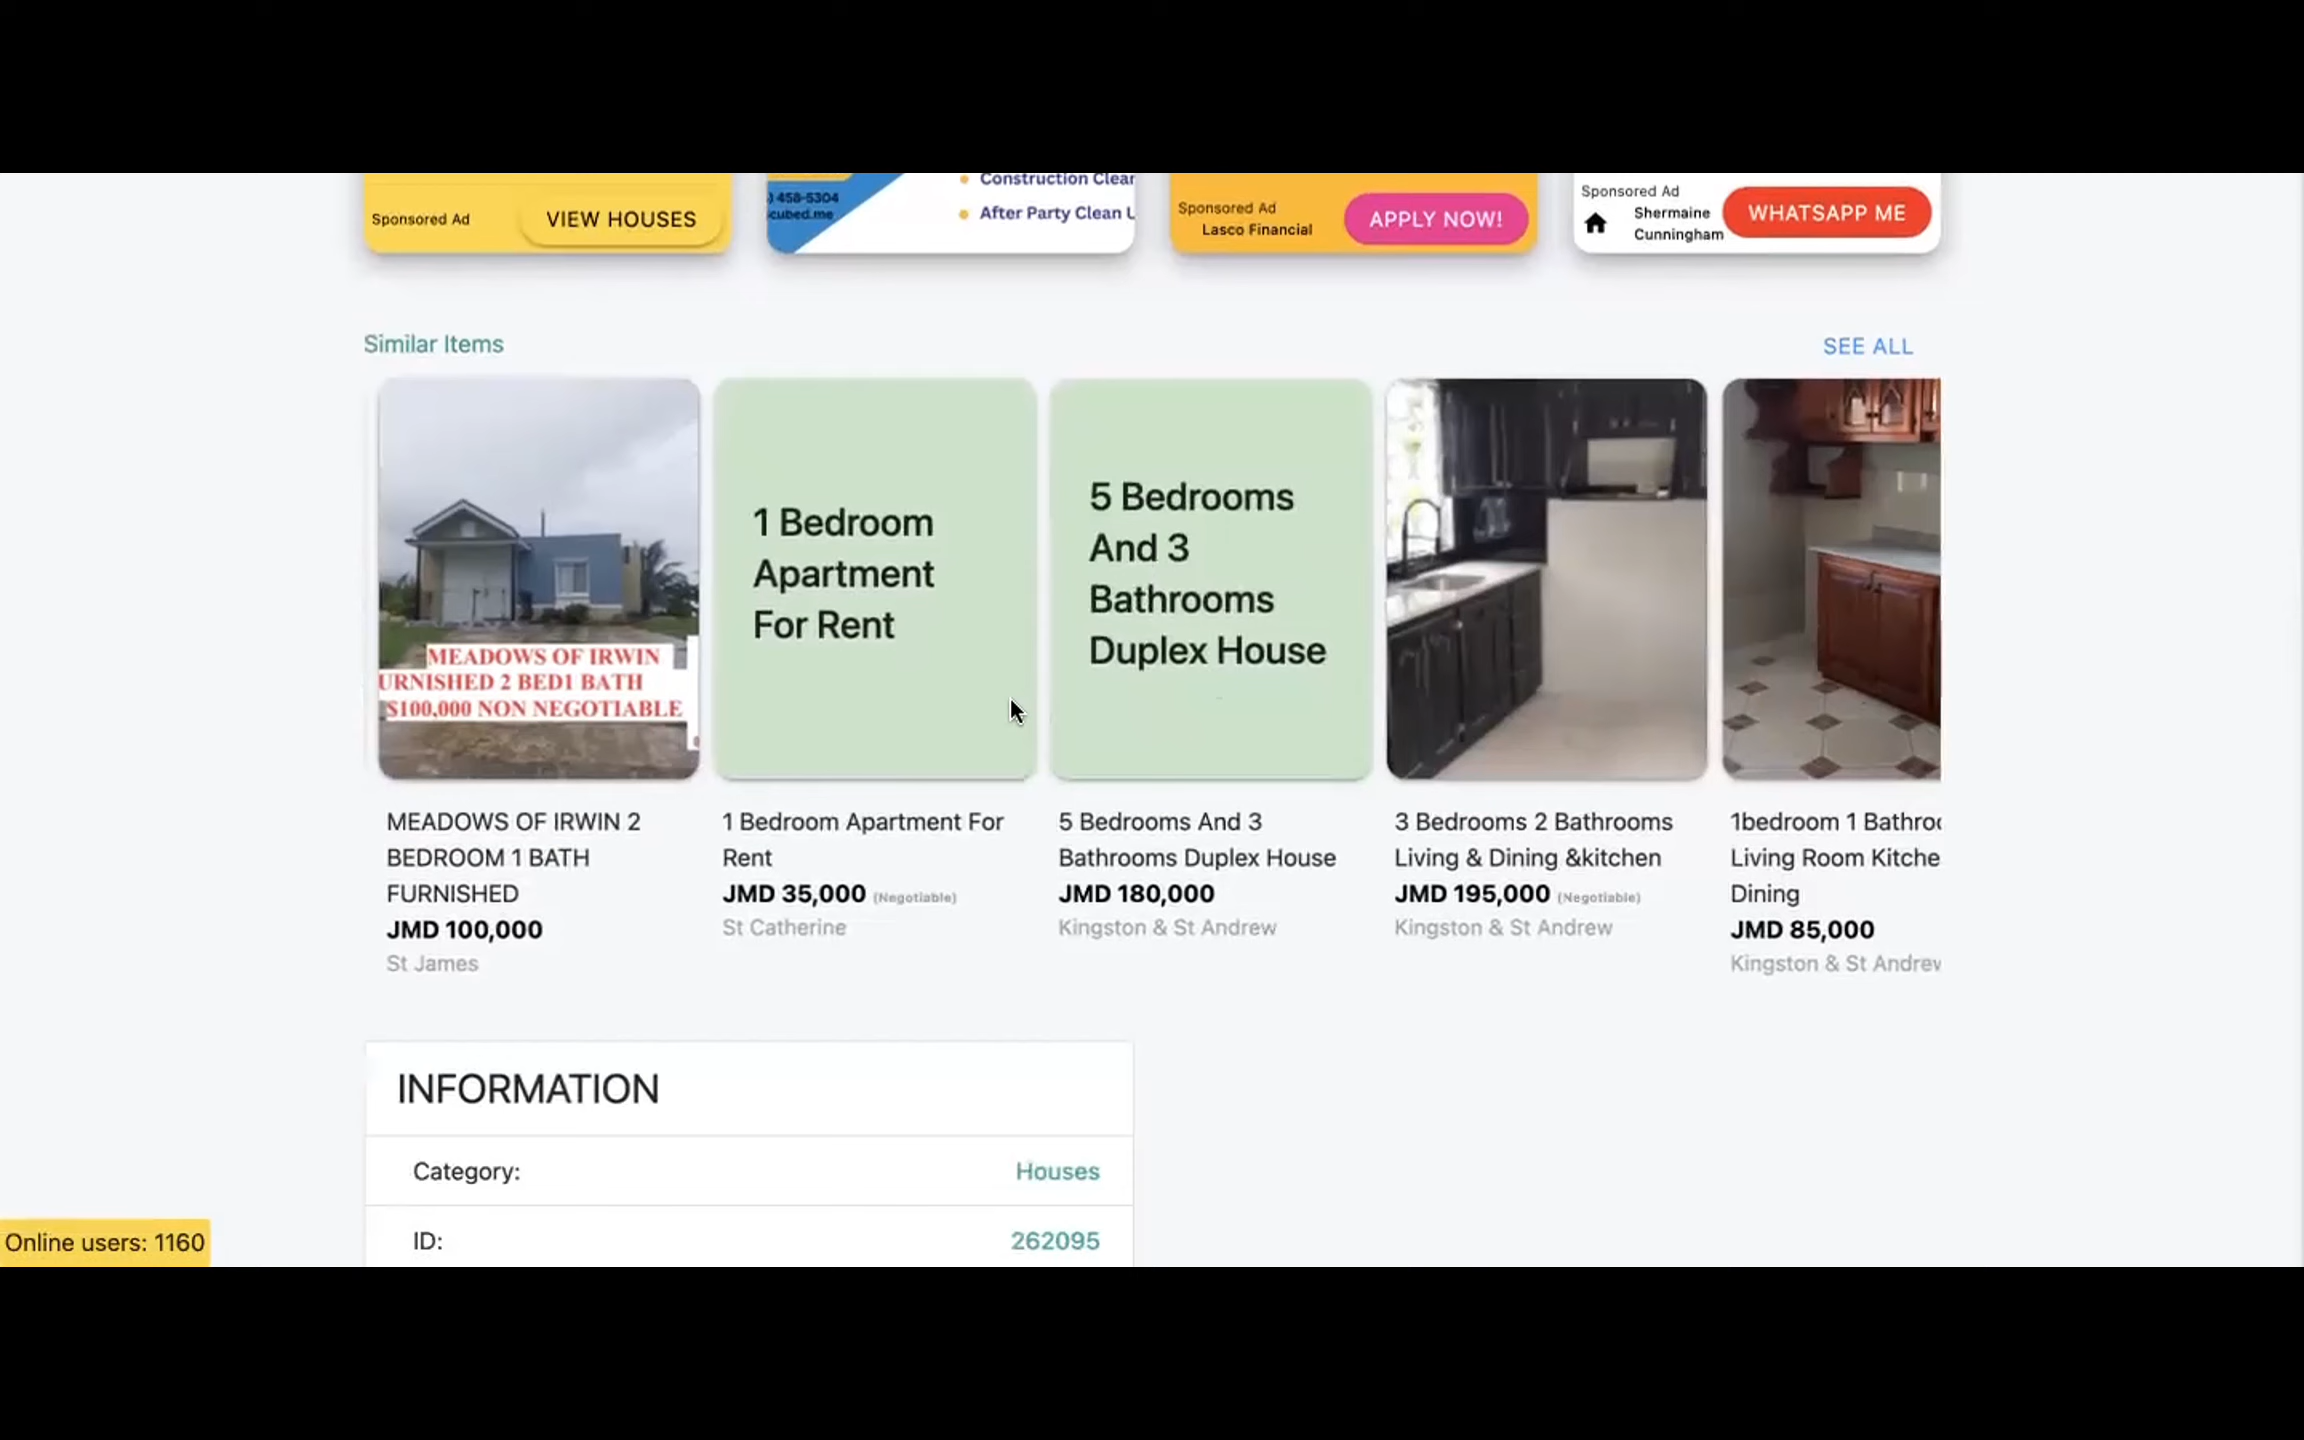 Sponsored Ad
VIEW HOUSES
458-5304
cubed.me
Construction
After Party Clean
Sponsored Ad
Lasco Financial
APPLY NOW!
Sponsored Ad
Shermaine
Cunningham
WHATSAPP ME
Similar Items
SEE ALL
MEADOWS OF IRWIN
URNISHED 2 BED1 BATH
$100,000 NON NEGOTIABLE
1 Bedroom
Apartment
For Rent
5 Bedrooms
And 3
Bathrooms
Duplex House
MEADOWS OF IRWIN 2
BEDROOM 1 BATH
FURNISHED
JMD 100,000
St James
1 Bedroom Apartment For
Rent
JMD 35,000 (Negotiable)
St Catherine
5 Bedrooms And 3
Bathrooms Duplex House
JMD 180,000
Kingston & St Andrew
3 Bedrooms 2 Bathrooms
Living & Dining &kitchen
JMD 195,000 (Negotiable)
Kingston & St Andrew
1bedroom 1
Living Room
Dining
JMD 85,000
Kingston & St
INFORMATION
Category:
Houses
ID:
262095
Online users: 1160